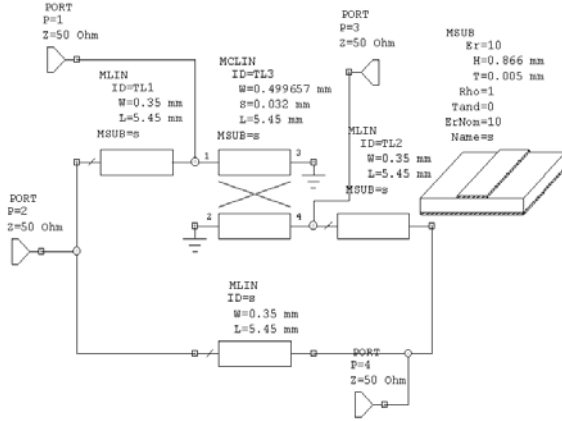 PORT
P=1
Z=50 Ohm
PORT
P=3
Z=50 Ohm
MSUB
Er=10
H=0.866 mm
T=0.005 mm
Rho=1
Tand=0
ErNom=10
Name=s
MLIN
ID=TL1
W=0.35 mm
L=5.45 mm
MSUB=s
MCLIN
ID=TL3
W=0.499657 mm
s=0.032 mm
L=5.45 mm
MSUB=s
MLIN
ID=TL2
W=0.35 mm
L=5.45 mm
MSUB=s
1
3
2
4
PORT
P=2
Z=50 Ohm
MLIN
ID=s
W=0.35 mm
L=5.45 mm
PORT
P=4
Z=50 Ohm